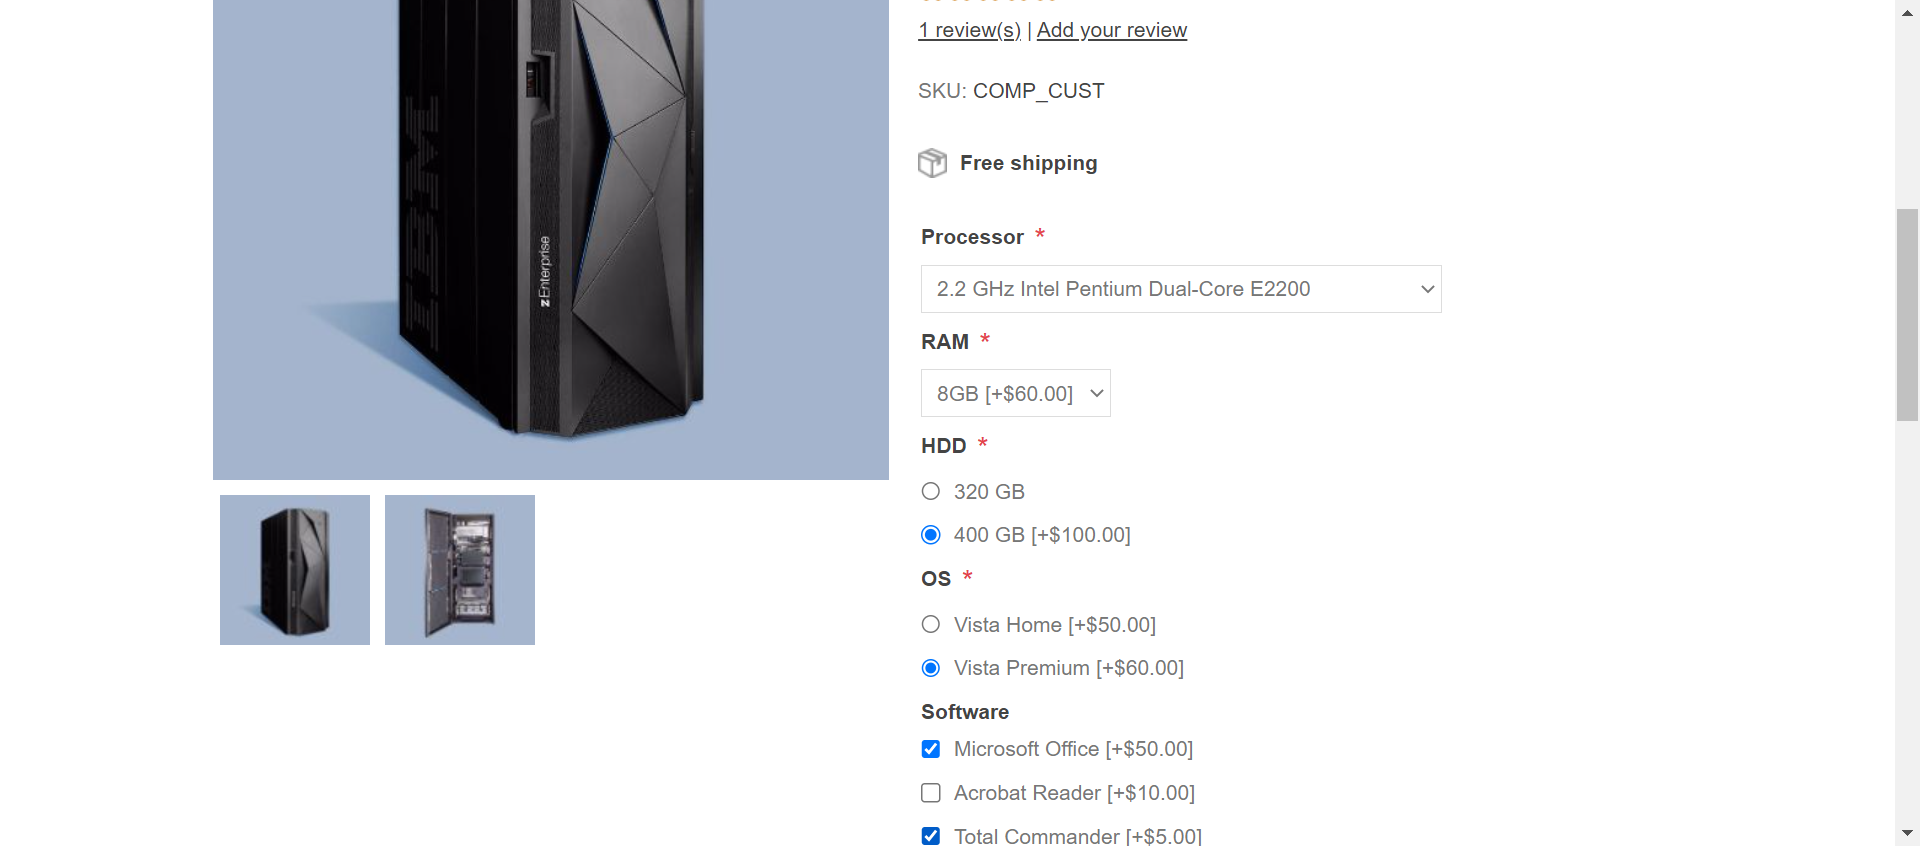 1 review(s) | Add your review
SKU: COMP_CUST
Free shipping
Processor *
2.2 GHz Intel Pentium Dual-Core E2200
RAM *
8GB [+$60.00]
HDD *
320 GB
400 GB [+$100.00]
OS *
Vista Home [+$50.00]
Vista Premium [+$60.00]
Software
Microsoft Office [+$50.00]
Acrobat Reader [+$10.00]
Total Commander [+$5.00]
IBM
zEnterprise